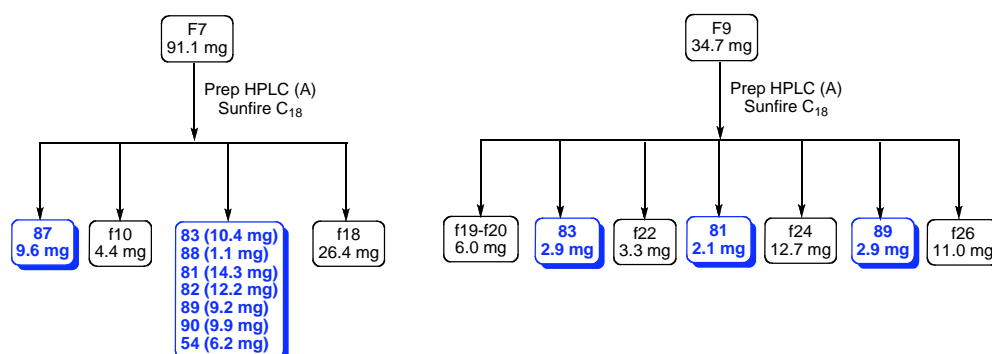 F7
91.1 mg
Prep HPLC (A)
Sunfire C₁₈
87
9.6 mg
f10
4.4 mg
83 (10.4 mg)
88 (1.1 mg)
81 (14.3 mg)
82 (12.2 mg)
89 (9.2 mg)
90 (9.9 mg)
54 (6.2 mg)
f18
26.4 mg
F9
34.7 mg
Prep HPLC (A)
Sunfire C₁₈
f19-f20
6.0 mg
83
2.9 mg
f22
3.3 mg
81
2.1 mg
f24
12.7 mg
89
2.9 mg
f26
11.0 mg